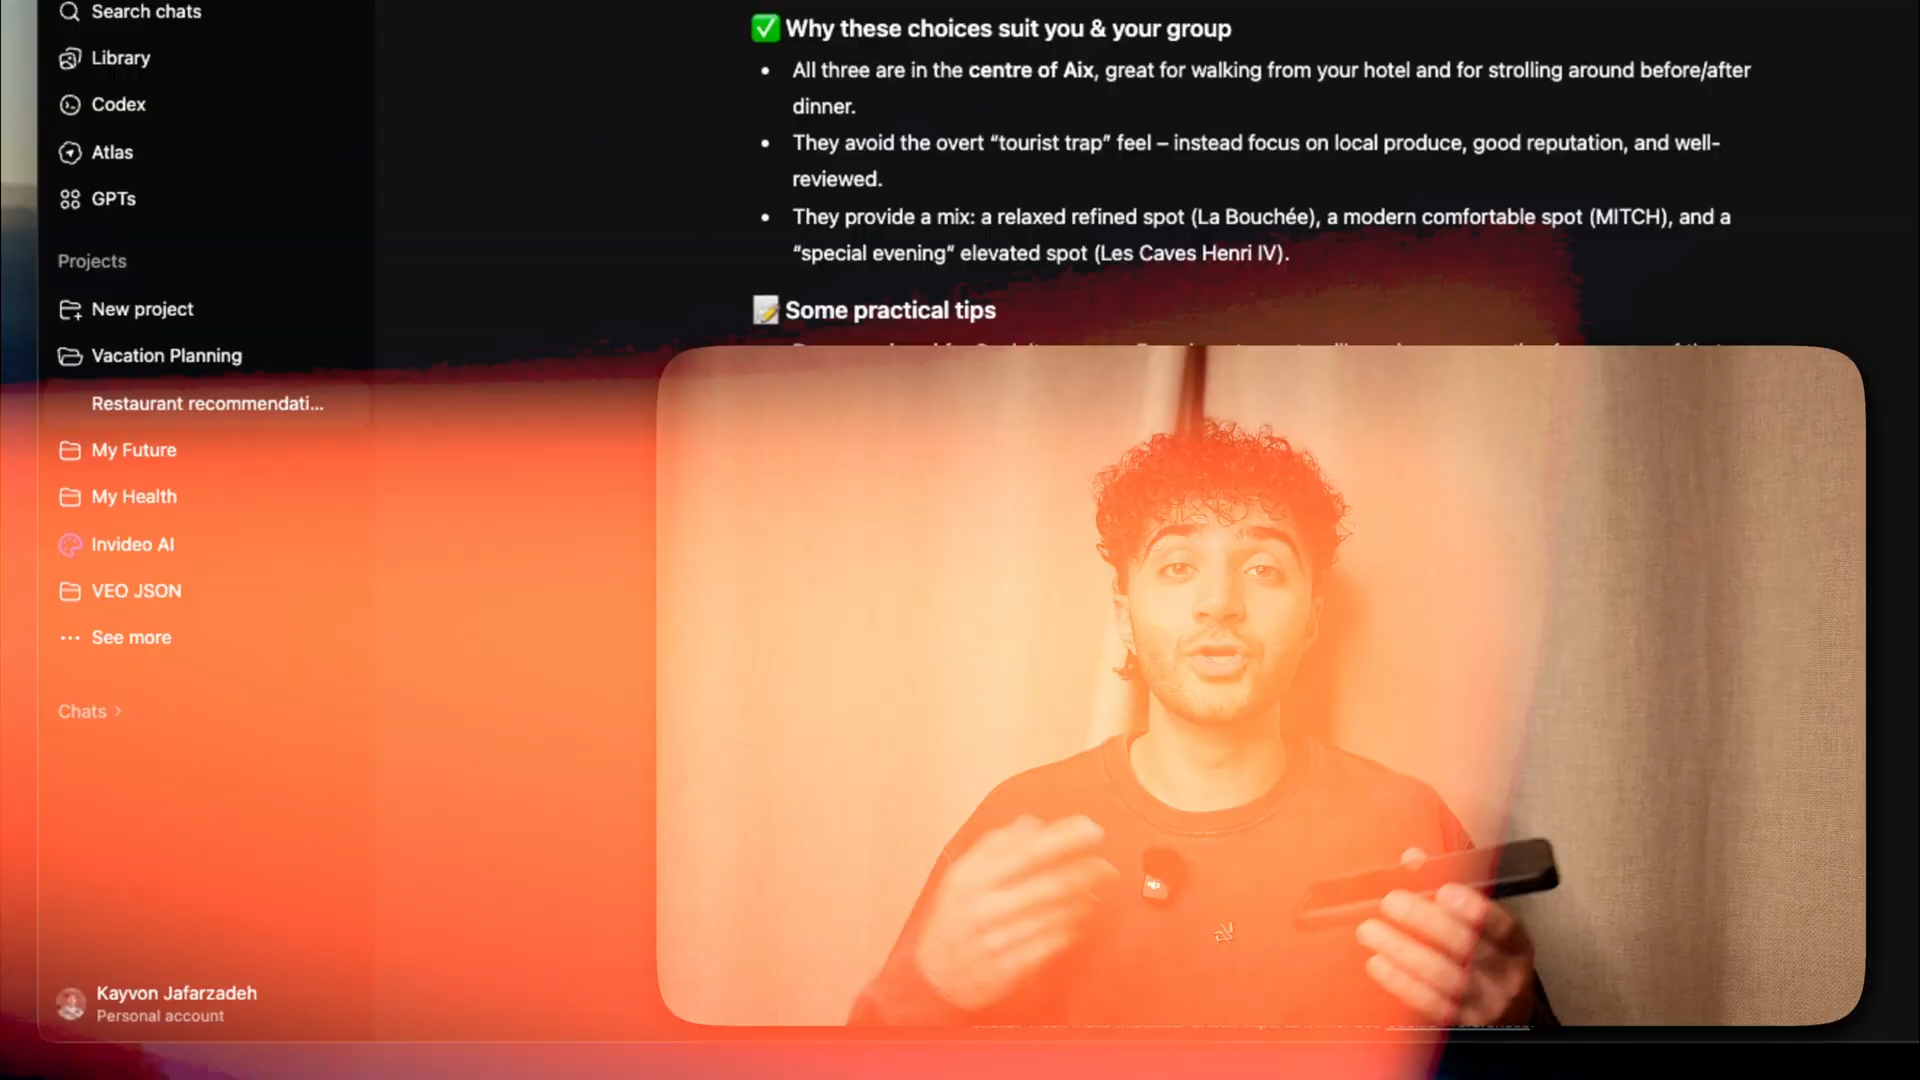 Search chats
Library
Codex
Atlas
GPTs
Projects
New project
Vacation Planning
Restaurant recommendati...
My Future
My Health
Invideo AI
VEO JSON
See more
Chats >
Kayvon Jafarzadeh
Personal account
✅ Why these choices suit you & your group
• All three are in the centre of Aix, great for walking from your hotel and for strolling around before/after
dinner.
• They avoid the overt “tourist trap” feel – instead focus on local produce, good reputation, and well-
reviewed.
• They provide a mix: a relaxed refined spot (La Bouchée), a modern comfortable spot (MITCH), and a
“special evening” elevated spot (Les Caves Henri IV).
📝 Some practical tips